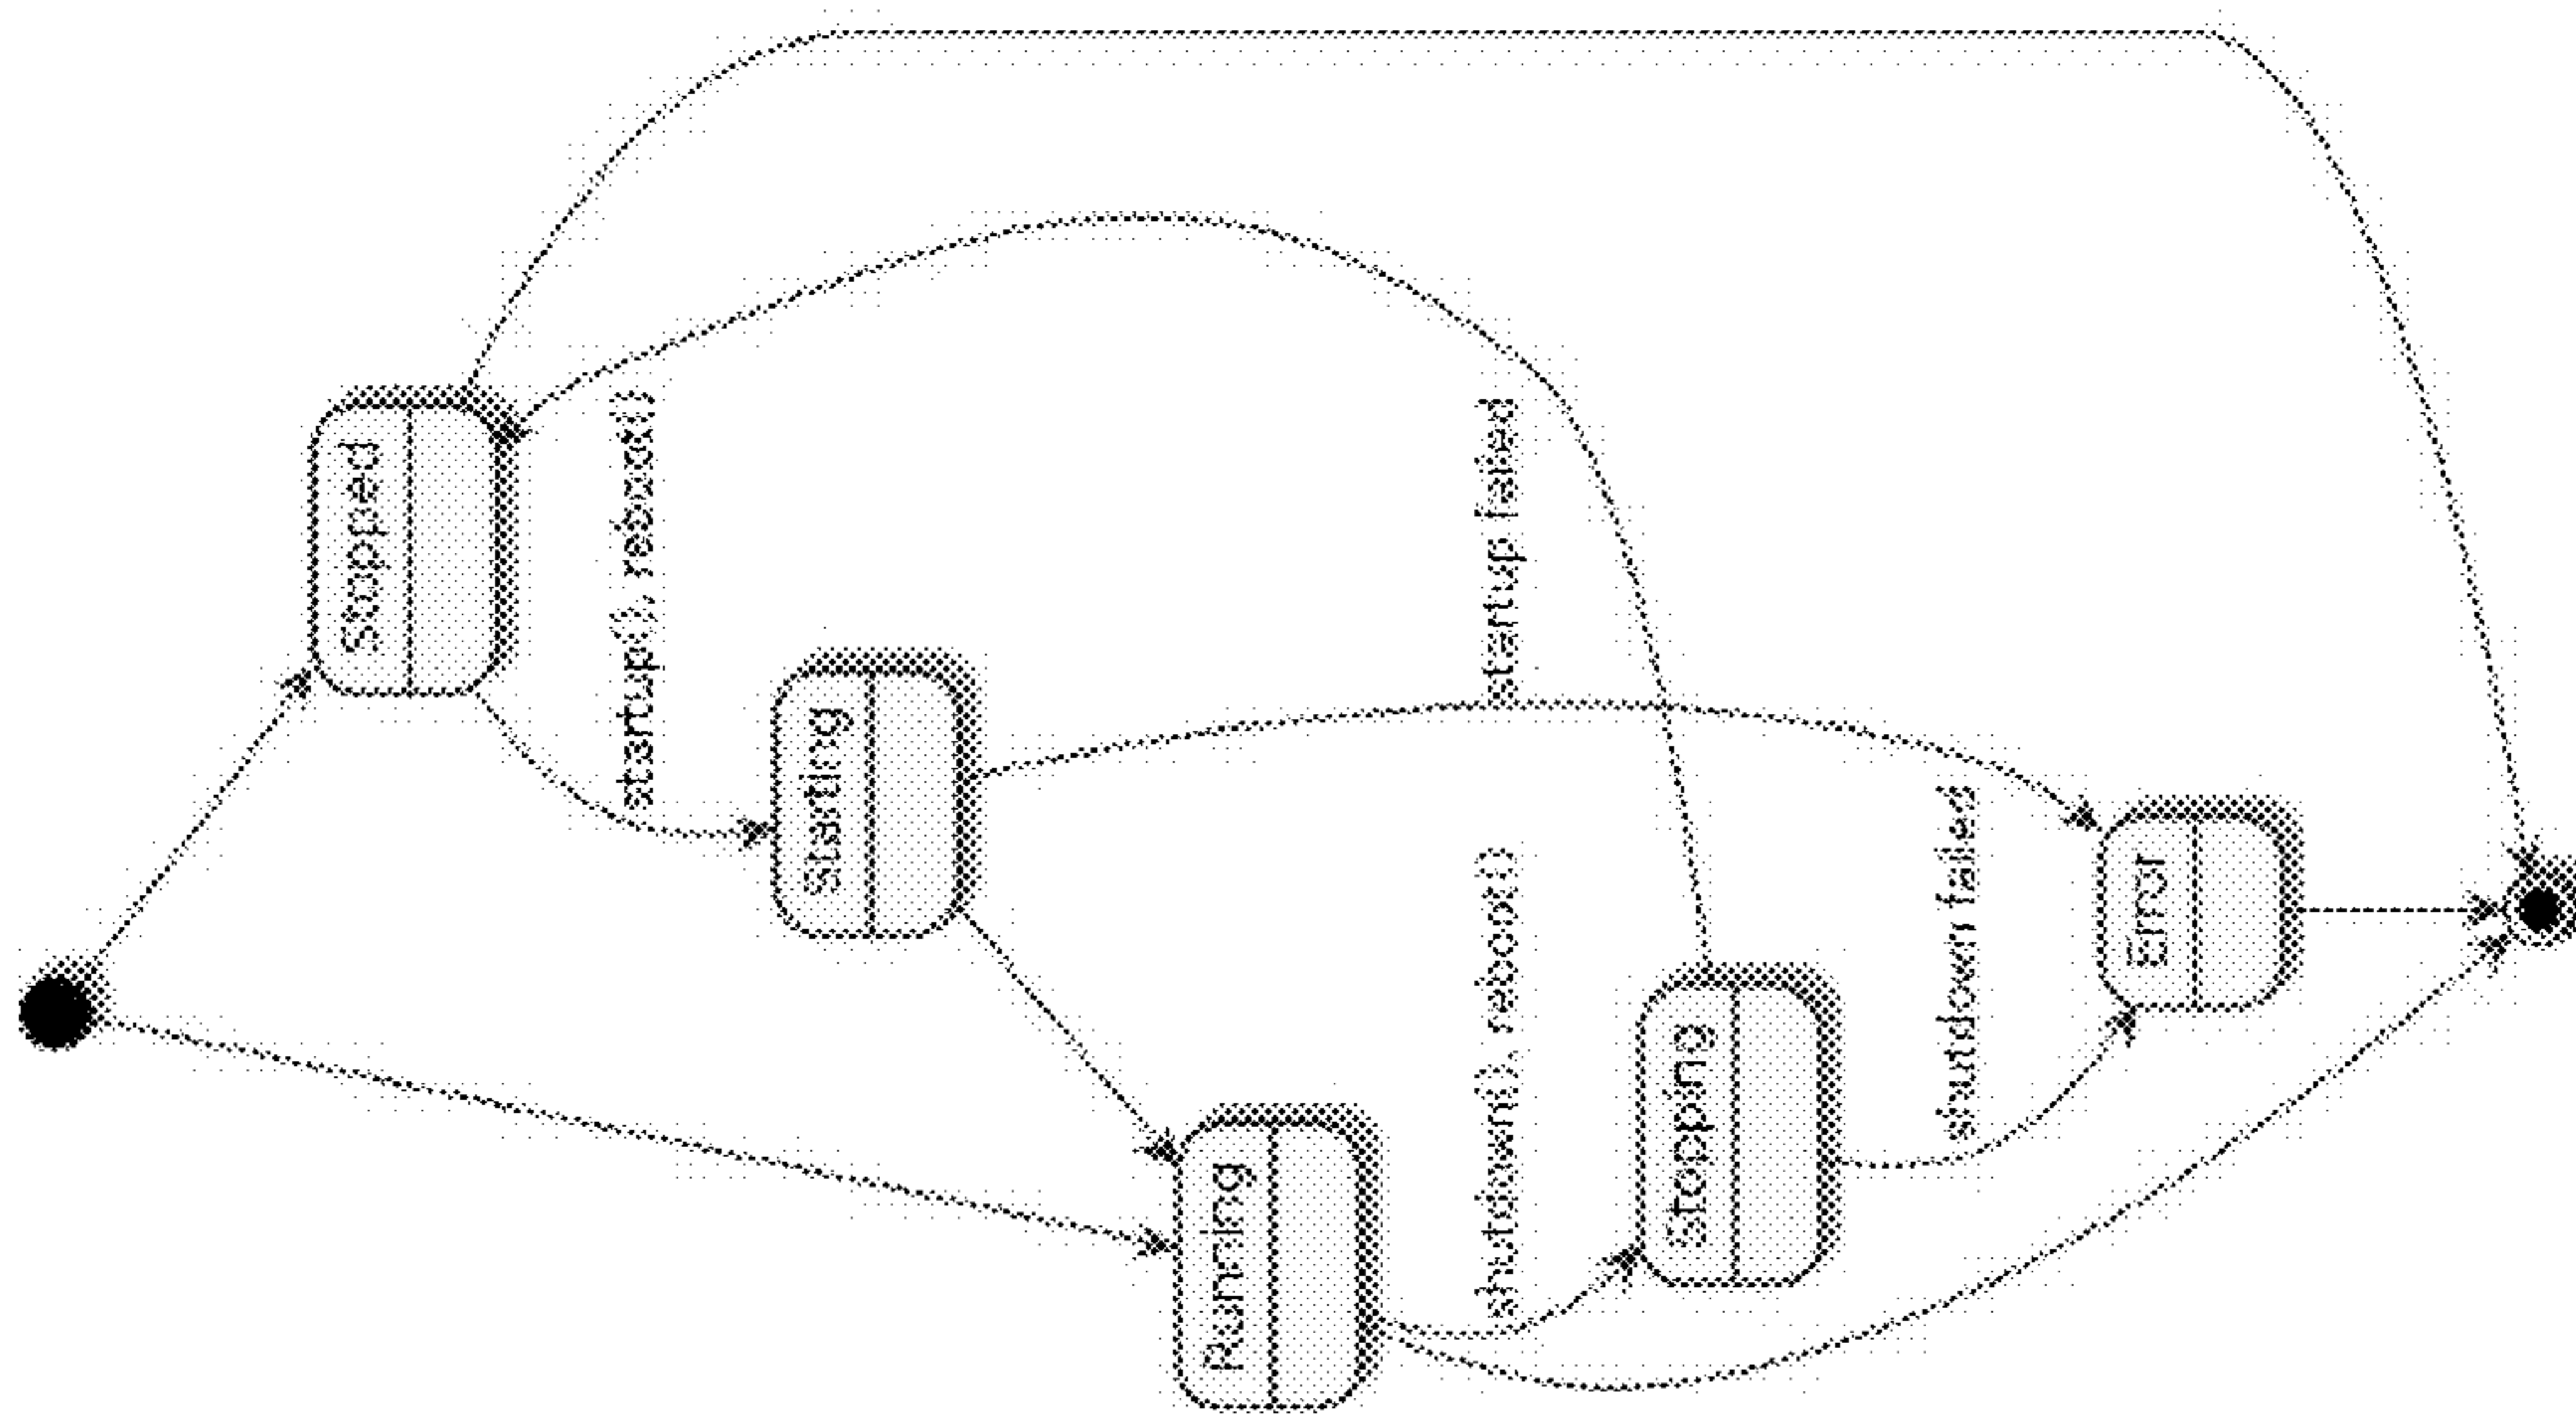 Stopped
startup(), reboot()
Starting
startup failed
Running
shutdown(), reboot()
Stopping
shutdown failed
Error